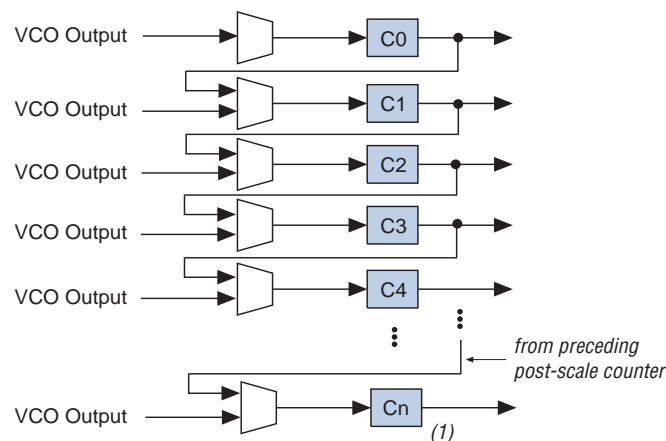 VCO Output
C0
VCO Output
C1
VCO Output
C2
VCO Output
C3
VCO Output
C4
from preceding
post-scale counter
VCO Output
Cn
(1)